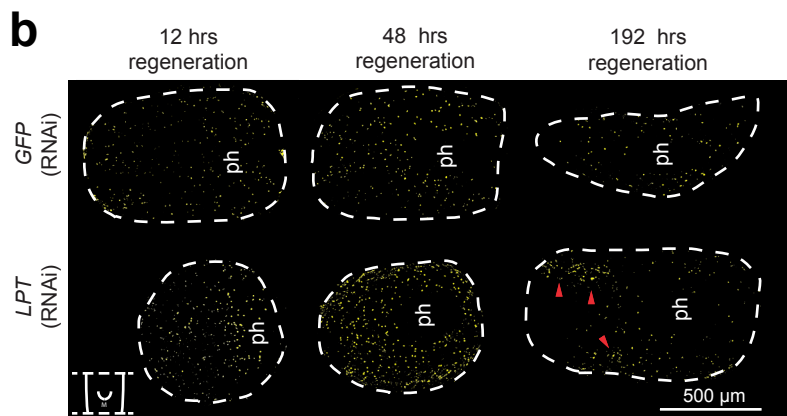 b
12 hrs
regeneration
48 hrs
regeneration
192 hrs
regeneration
GFP
(RNAi)
ph
ph
ph
LPT
(RNAi)
ph
ph
ph
M
500 µm